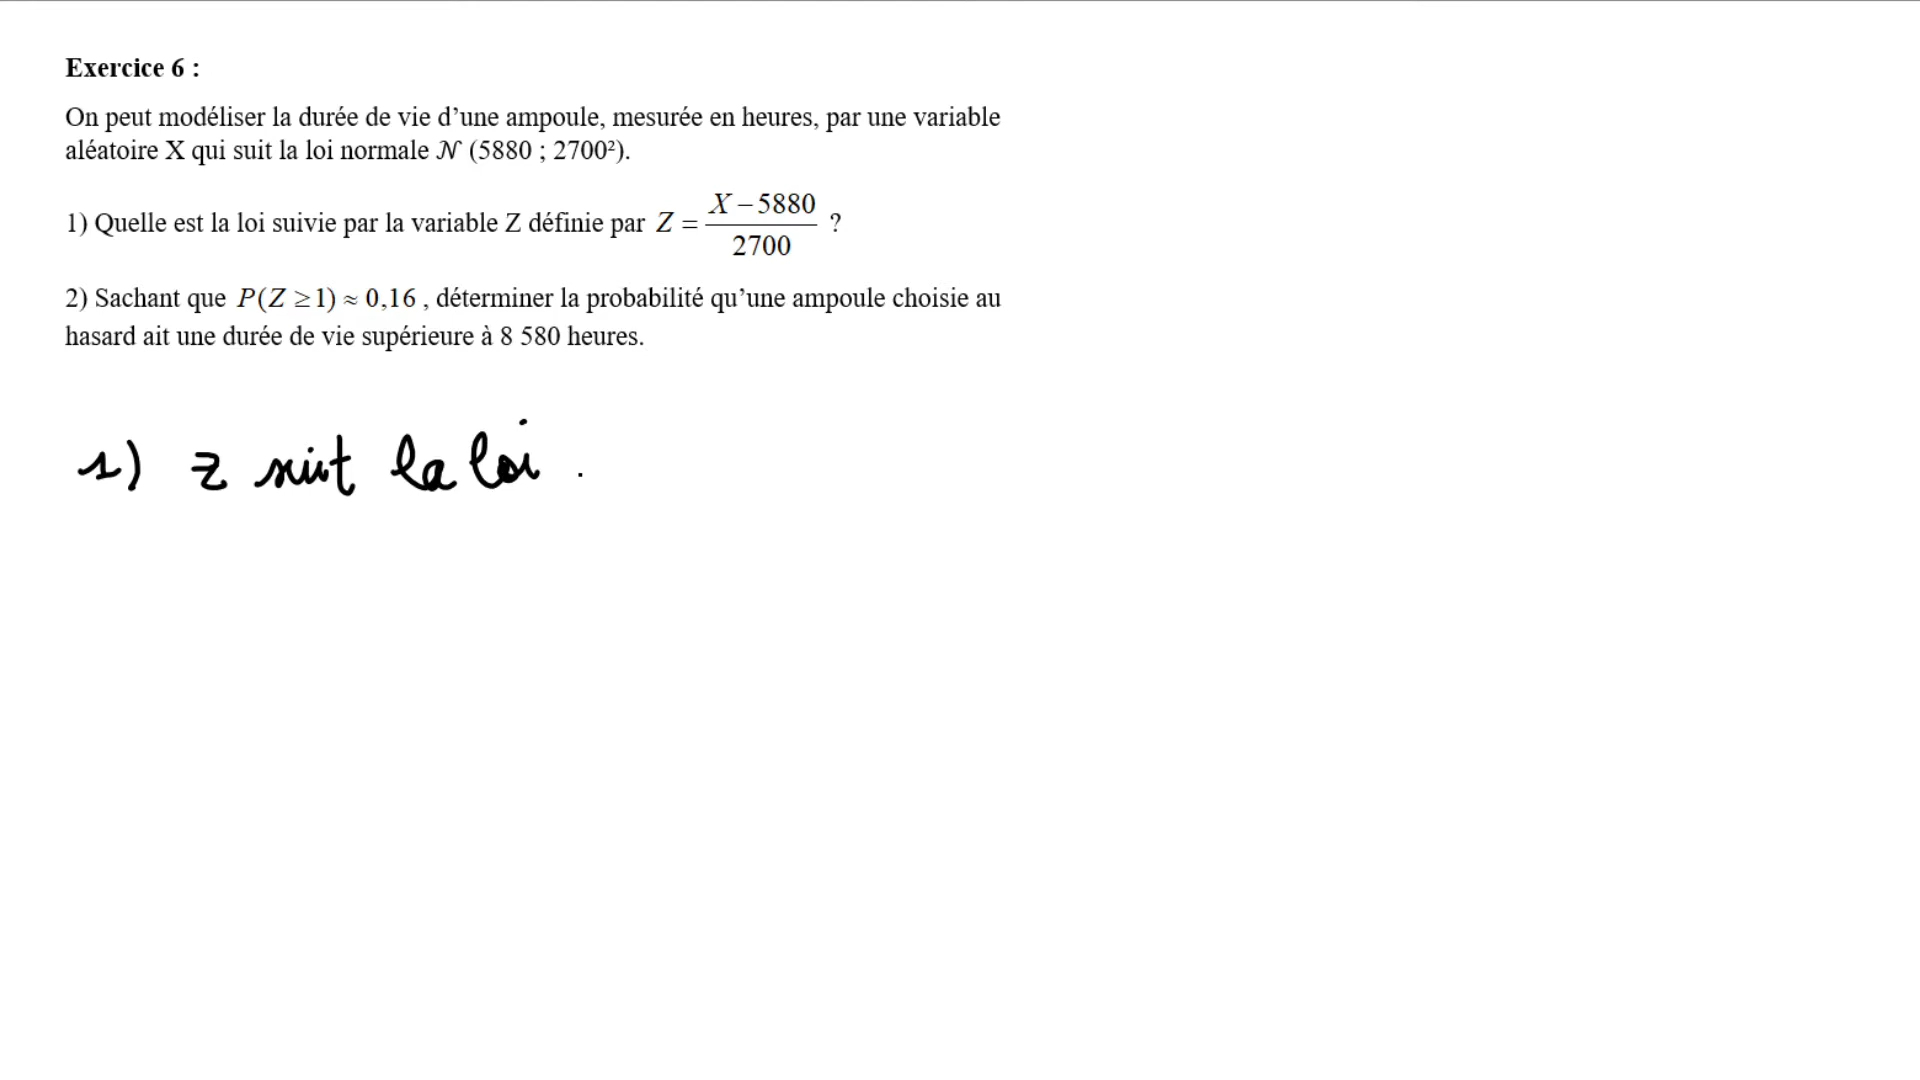 Exercice 6 :
On peut modéliser la durée de vie d’une ampoule, mesurée en heures, par une variable
aléatoire X qui suit la loi normale 𝒩 (5880 ; 2700²).
1) Quelle est la loi suivie par la variable Z définie par Z = (X – 5880)/2700 ?
2) Sachant que P(Z ≥ 1) ≈ 0,16 , déterminer la probabilité qu’une ampoule choisie au
hasard ait une durée de vie supérieure à 8 580 heures.
1) Z suit la loi .